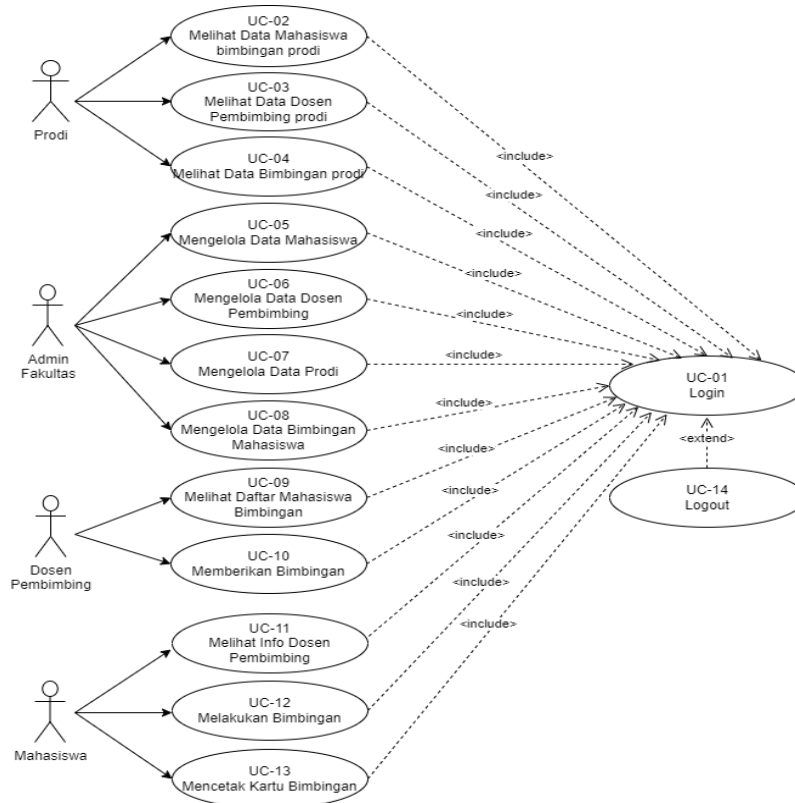 UC-02
Melihat Data Mahasiswa
bimbingan prodi
Prodi
UC-03
Melihat Data Dosen
Pembimbing prodi
UC-04
Melihat Data Bimbingan prodi
<include>
<include>
<include>
UC-05
Mengelola Data Mahasiswa
<include>
UC-06
Mengelola Data Dosen
Pembimbing
<include>
Admin
Fakultas
UC-07
Mengelola Data Prodi
<include>
UC-01
Login
UC-08
Mengelola Data Bimbingan
Mahasiswa
<include>
<extend>
UC-14
Logout
UC-09
Melihat Daftar Mahasiswa
Bimbingan
<include>
Dosen
Pembimbing
UC-10
Memberikan Bimbingan
<include>
UC-11
Melihat Info Dosen
Pembimbing
<include>
<include>
<include>
UC-12
Melakukan Bimbingan
Mahasiswa
UC-13
Mencetak Kartu Bimbingan